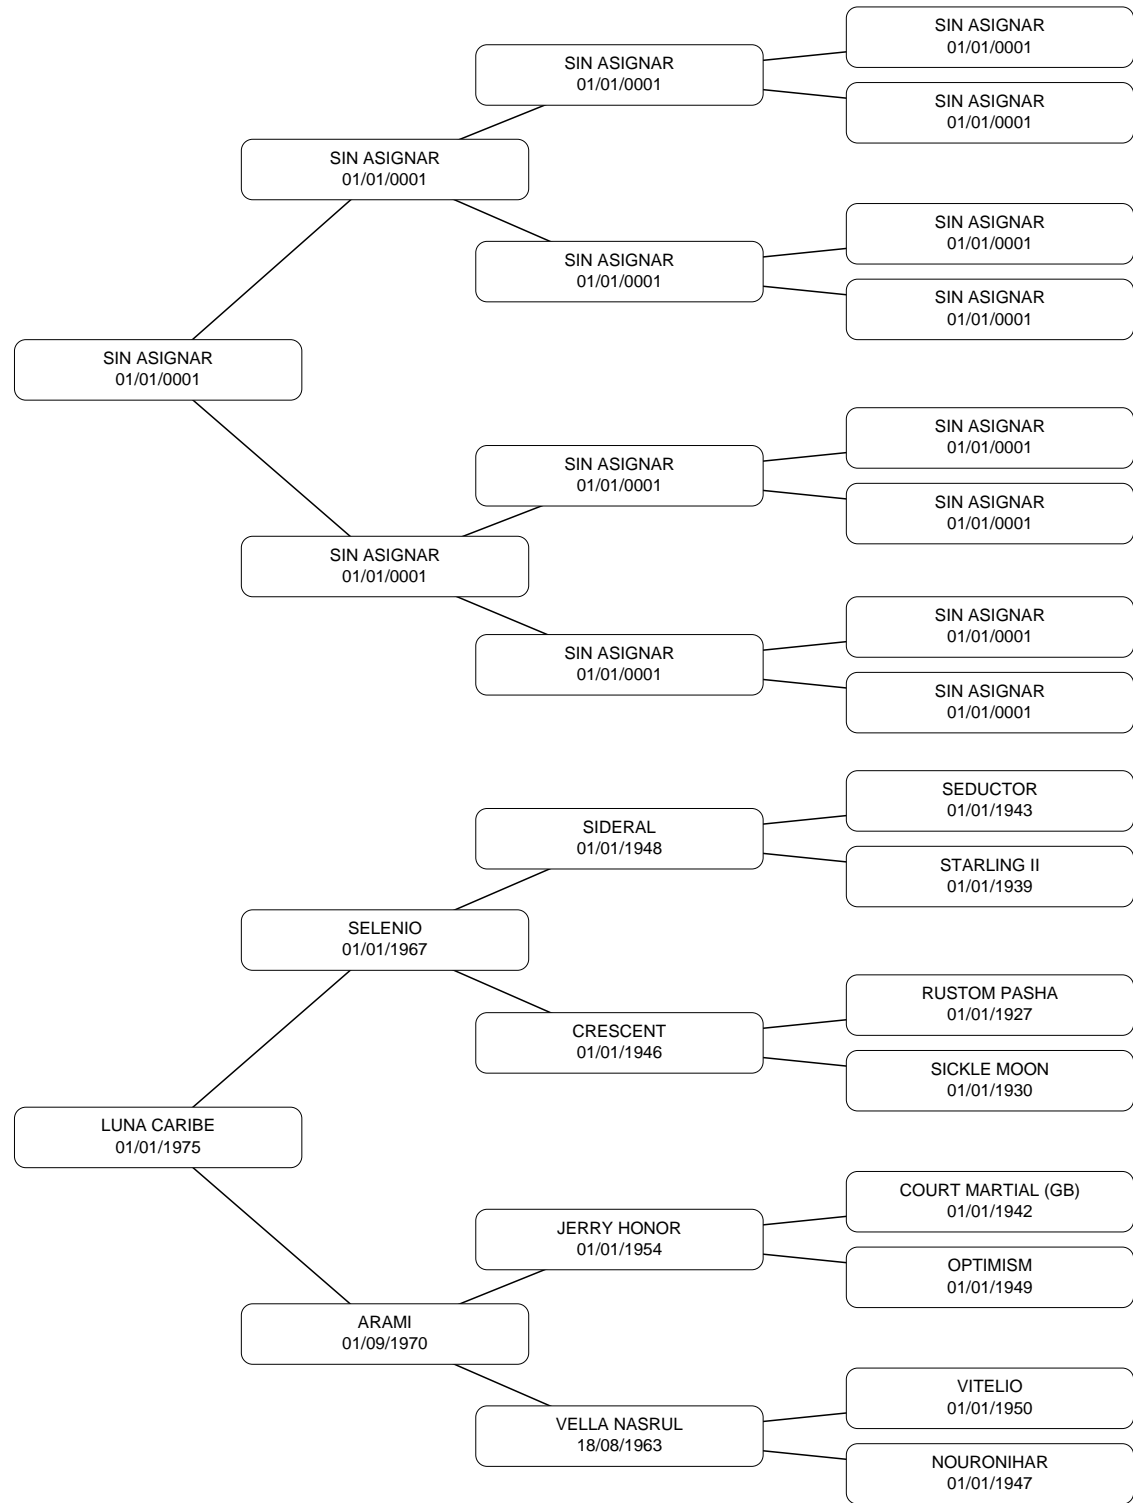 SIN ASIGNAR
01/01/0001
SIN ASIGNAR
01/01/0001
SIN ASIGNAR
01/01/0001
SIN ASIGNAR
01/01/0001
SIN ASIGNAR
01/01/0001
SIN ASIGNAR
01/01/0001
SIN ASIGNAR
01/01/0001
SIN ASIGNAR
01/01/0001
SIN ASIGNAR
01/01/0001
SIN ASIGNAR
01/01/0001
SIN ASIGNAR
01/01/0001
SIN ASIGNAR
01/01/0001
SIN ASIGNAR
01/01/0001
SIN ASIGNAR
01/01/0001
SIN ASIGNAR
01/01/0001
SEDUCTOR
01/01/1943
SIDERAL
01/01/1948
STARLING II
01/01/1939
SELENIO
01/01/1967
RUSTOM PASHA
01/01/1927
CRESCENT
01/01/1946
SICKLE MOON
01/01/1930
LUNA CARIBE
01/01/1975
COURT MARTIAL (GB)
01/01/1942
JERRY HONOR
01/01/1954
OPTIMISM
01/01/1949
ARAMI
01/09/1970
VITELIO
01/01/1950
VELLA NASRUL
18/08/1963
NOURONIHAR
01/01/1947